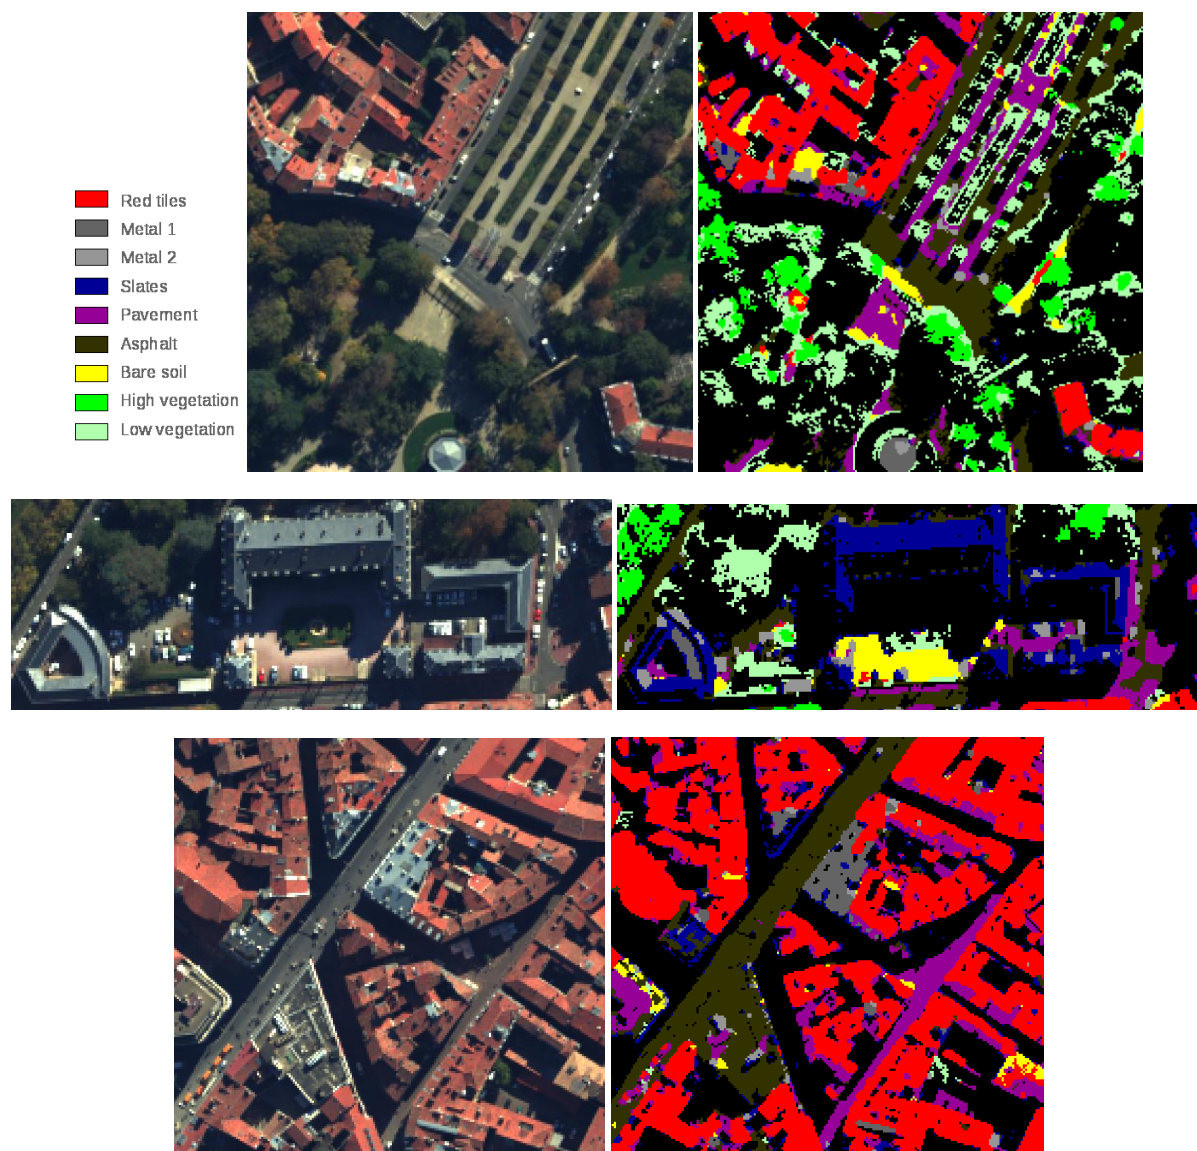 Red tiles
Metal 1
Metal 2
Slates
Pavement
Asphalt
Bare soil
High vegetation
Low vegetation